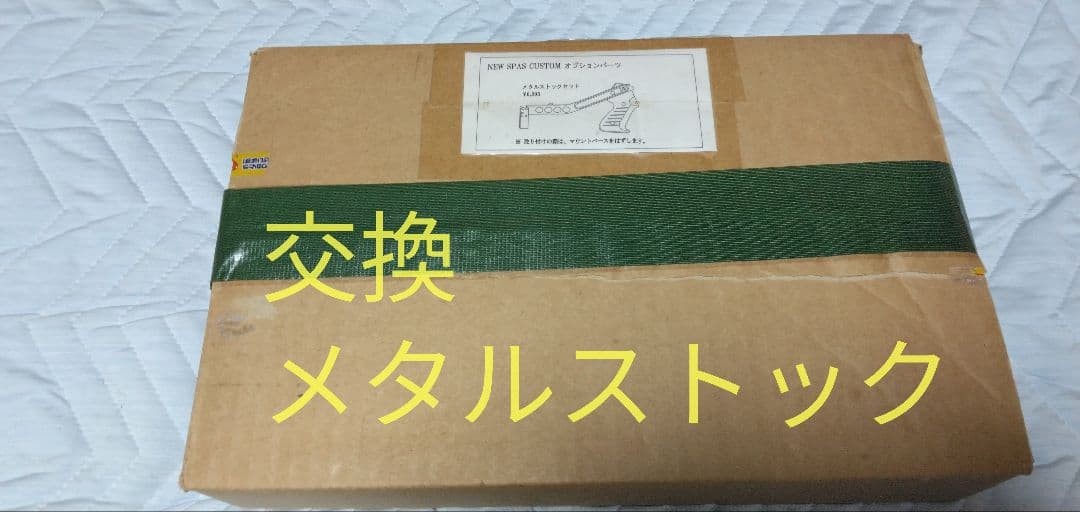 NEW SPAS CUSTOM オプションパーツ
メタルストックセット
※ 取り付けの際は、マウントベースをはずします。
交換
メタルストック